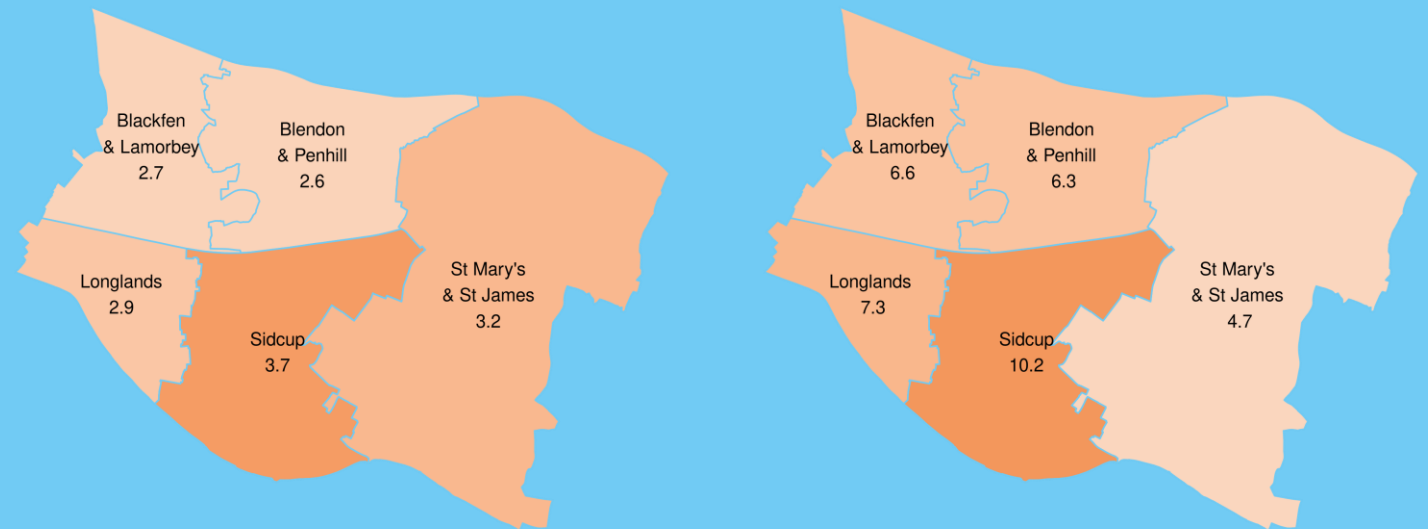 Blackfen
& Lamorbey
2.7
Blendon
& Penhill
2.6
Longlands
2.9
Sidcup
3.7
St Mary's
& St James
3.2
Blackfen
& Lamorbey
6.6
Blendon
& Penhill
6.3
Longlands
7.3
Sidcup
10.2
St Mary's
& St James
4.7